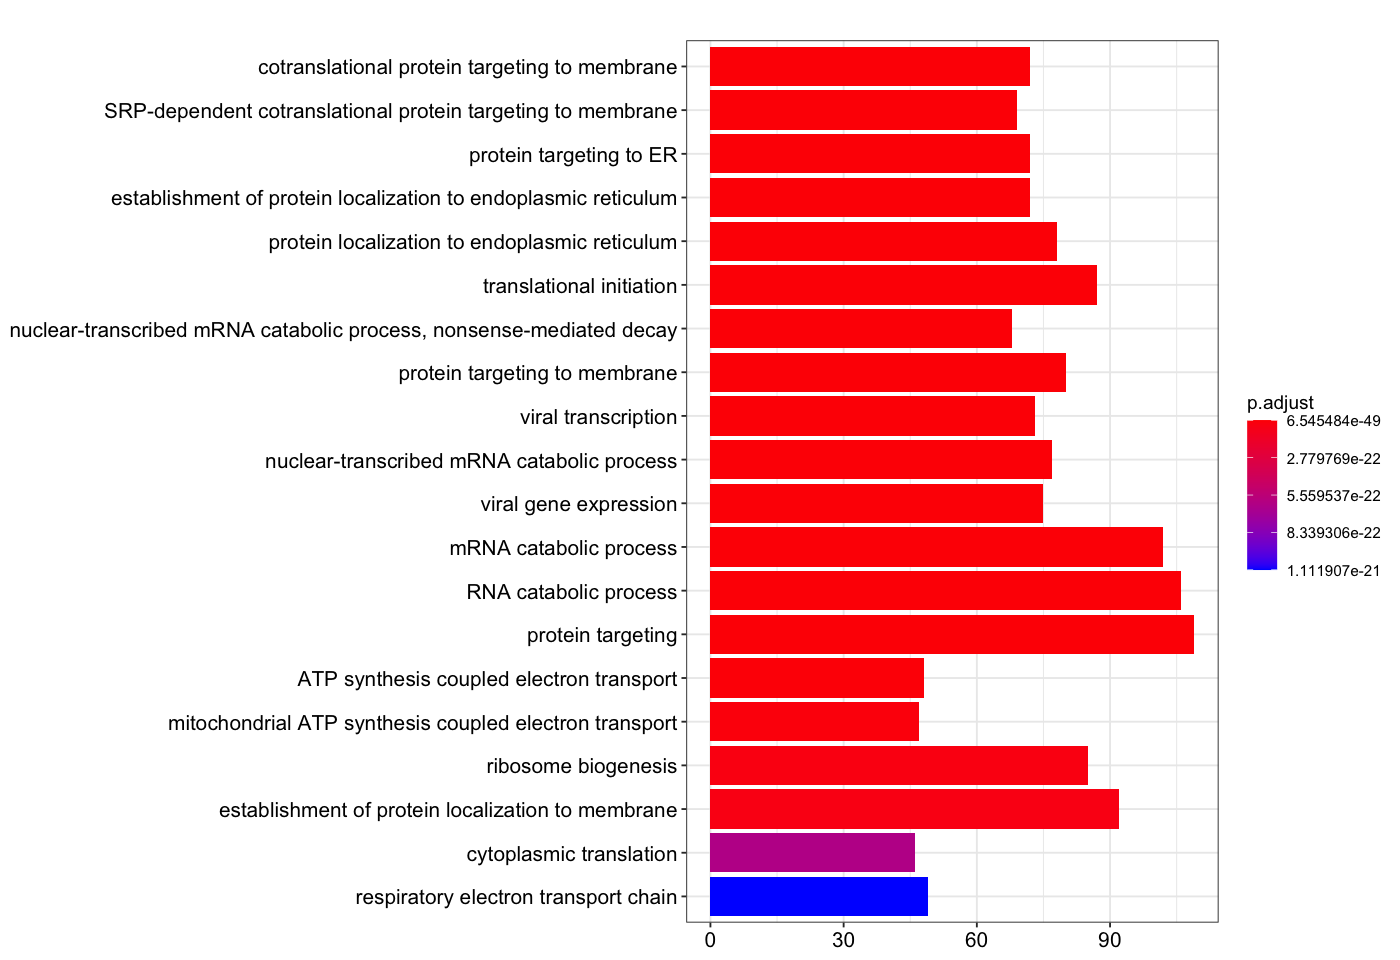 cotranslational protein targeting to membrane
SRP-dependent cotranslational protein targeting to membrane
protein targeting to ER
establishment of protein localization to endoplasmic reticulum
protein localization to endoplasmic reticulum
translational initiation
nuclear-transcribed mRNA catabolic process, nonsense-mediated decay
protein targeting to membrane
viral transcription
nuclear-transcribed mRNA catabolic process
viral gene expression
mRNA catabolic process
RNA catabolic process
protein targeting
ATP synthesis coupled electron transport
mitochondrial ATP synthesis coupled electron transport
ribosome biogenesis
establishment of protein localization to membrane
cytoplasmic translation
respiratory electron transport chain
0 30 60 90
p.adjust
6.545484e-49
2.779769e-22
5.559537e-22
8.339306e-22
1.111907e-21